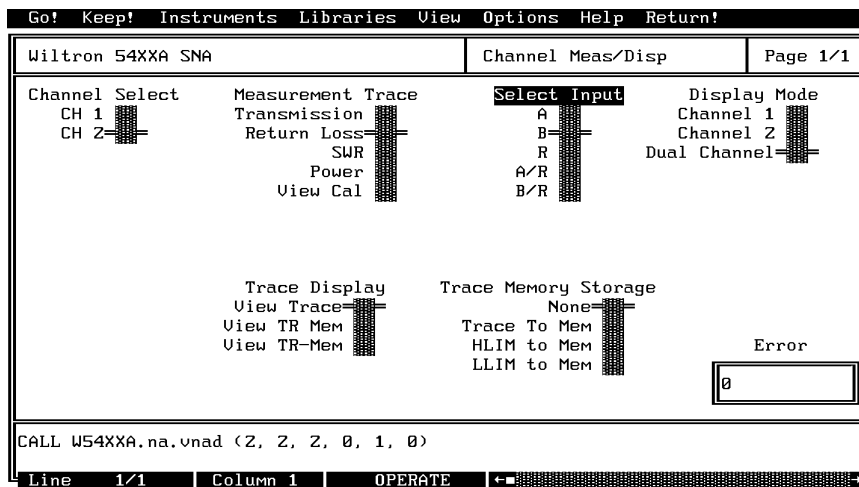 Go! Keep! Instruments Libraries View Options Help Return!
Wiltron 54XXA SNA Channel Meas/Disp Page 1/1
Channel Select Measurement Trace Select Input Display Mode
CH 1 Transmission A Channel 1
CH 2 Return Loss B Channel 2
SWR R Dual Channel
Power A/R
View Cal B/R
Trace Display Trace Memory Storage
View Trace None
View TR Mem Trace To Mem
View TR-Mem HLIM to Mem Error
LLIM to Mem
0
CALL W54XXA.na.vnad (2, 2, 2, 0, 1, 0)
Line 1/1 Column 1 OPERATE